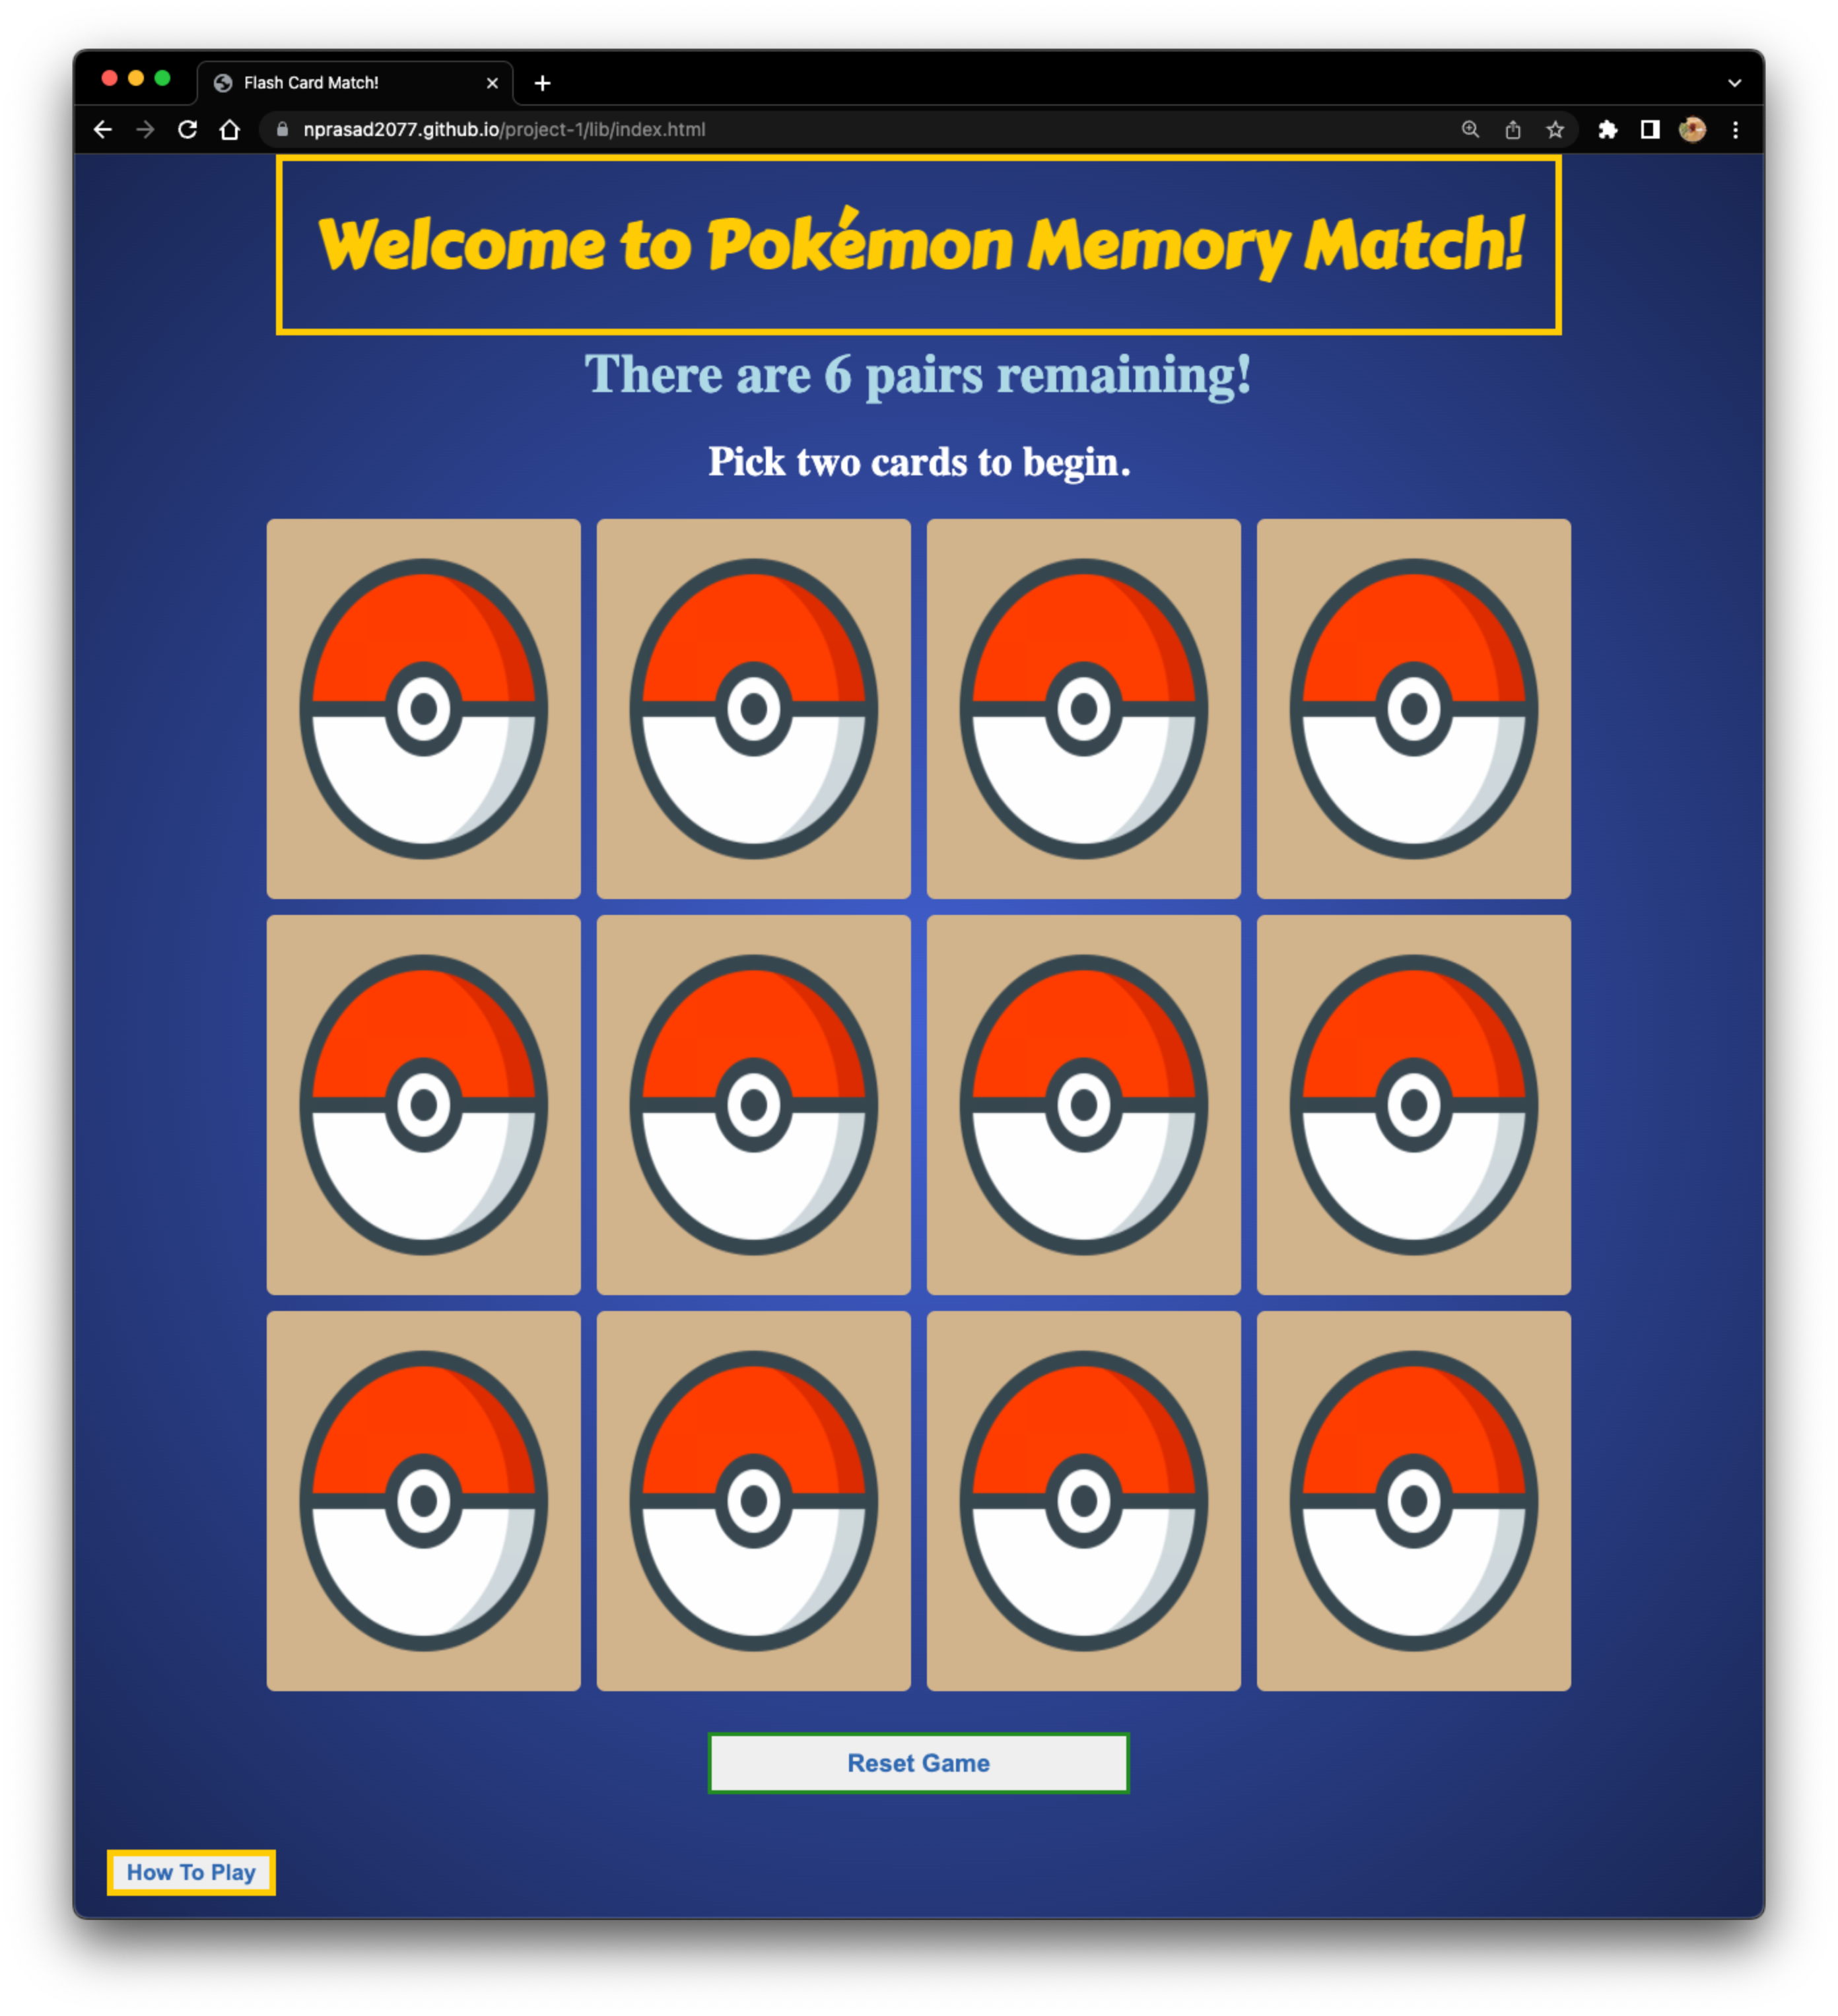 Flash Card Match!
nprasad2077.github.io/project-1/lib/index.html
Welcome to Pokémon Memory Match!
There are 6 pairs remaining!
Pick two cards to begin.
Reset Game
How To Play